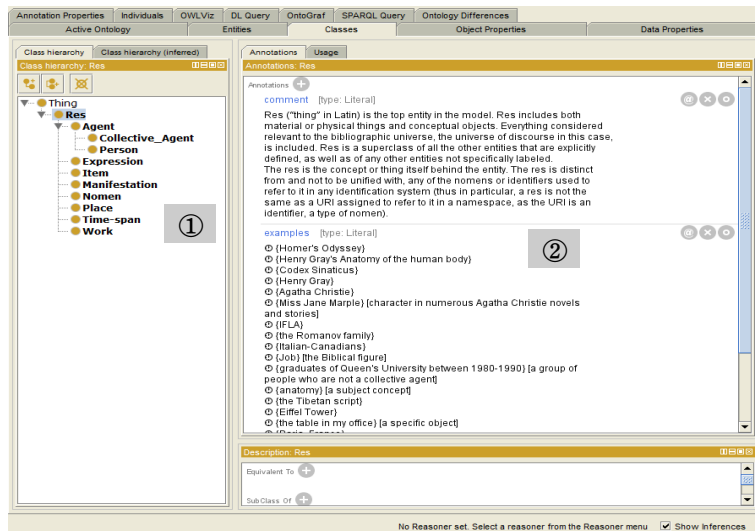 Annotation Properties Individuals OWLViz DL Query OntoGraf SPARQL Query Ontology Differences
Active Ontology Entities Classes Object Properties Data Properties
Class hierarchy Class hierarchy (inferred)
Class hierarchy: Res
Thing
Res
Agent
Collective_Agent
Person
Expression
Item
Manifestation
Nomen
Place
Time-span
Work
①
Annotations Usage
Annotations: Res
Annotations
comment [type: Literal]
Res ("thing" in Latin) is the top entity in the model. Res includes both
material or physical things and conceptual objects. Everything considered
relevant to the bibliographic universe, the universe of discourse in this case,
is included. Res is a superclass of all the other entities that are explicitly
defined, as well as of any other entities not specifically labeled.
The res is the concept or thing itself behind the entity. The res is distinct
from and not to be unified with, any of the nomens or identifiers used to
refer to it in any identification system (thus in particular, a res is not the
same as a URI assigned to refer to it in a namespace, as the URI is an
identifier, a type of nomen).
examples [type: Literal]
②
{Homer's Odyssey}
{Henry Gray's Anatomy of the human body}
{Codex Sinaticus}
{Henry Gray}
{Agatha Christie}
{Miss Jane Marple} [character in numerous Agatha Christie novels
and stories]
{IFLA}
{the Romanov family}
{Italian-Canadians}
{Job} [the Biblical figure]
{graduates of Queen's University between 1980-1990} [a group of
people who are not a collective agent]
{anatomy} [a subject concept]
{the Tibetan script}
{Eiffel Tower}
{the table in my office} [a specific object]
{Paris, France}
Description: Res
Equivalent To
SubClass Of
No Reasoner set. Select a reasoner from the Reasoner menu Show Inferences